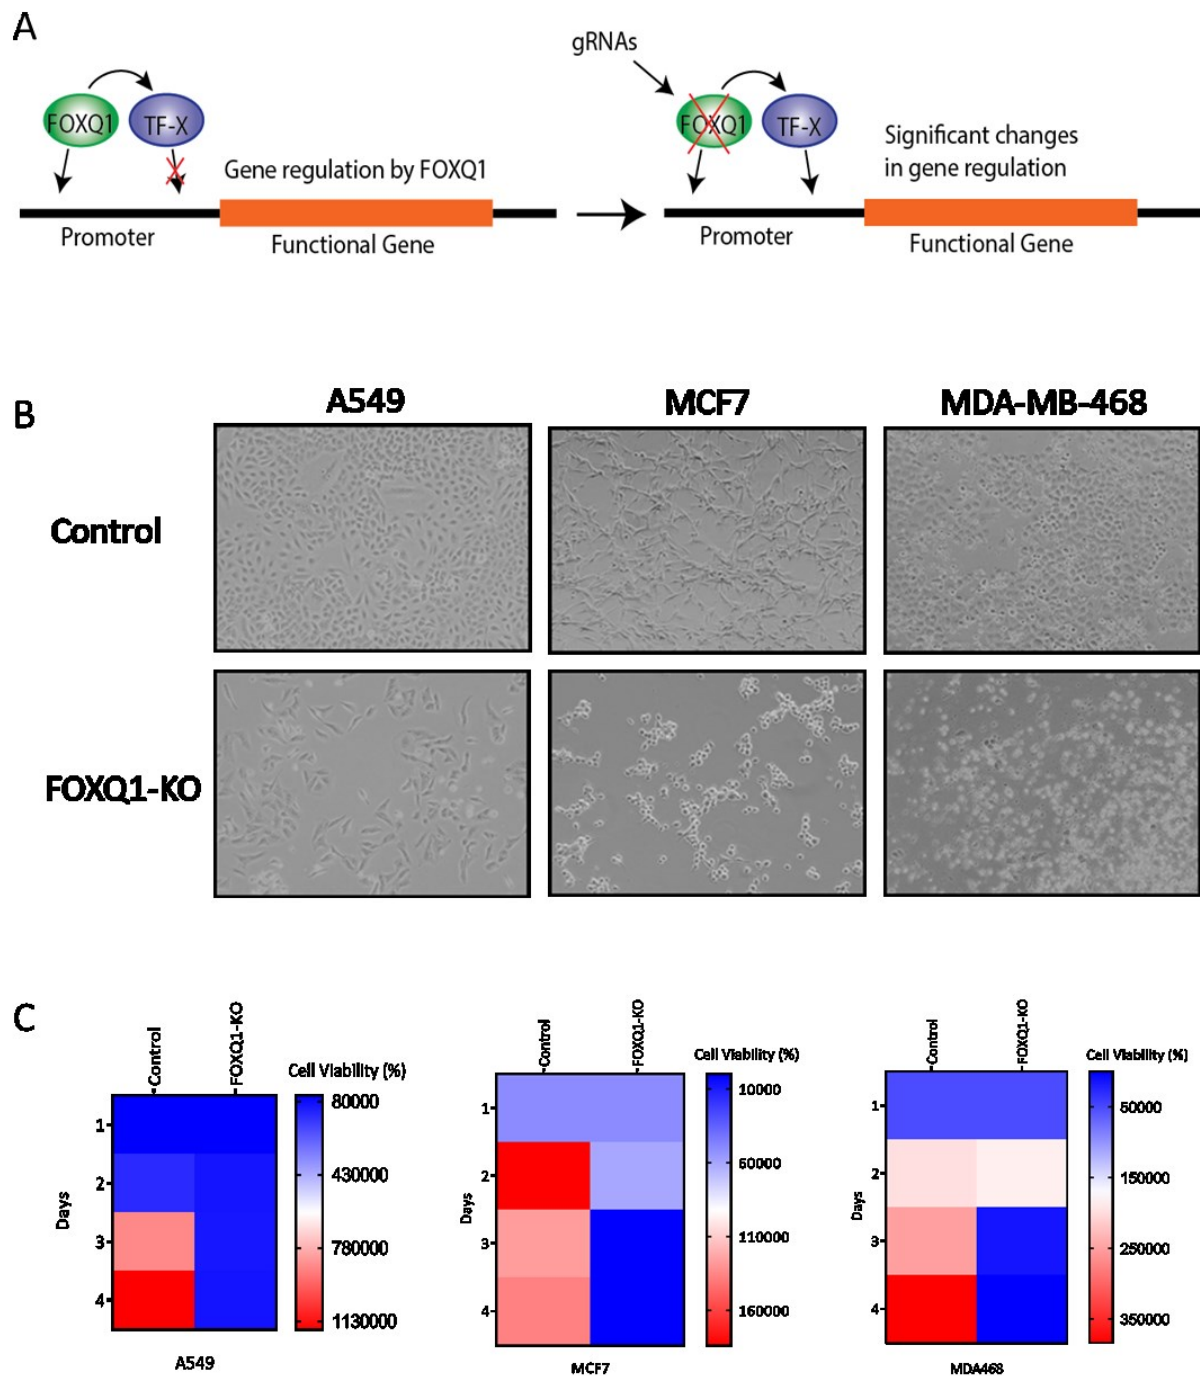 A
gRNAs
FOXQ1
TF-X
Gene regulation by FOXQ1
Promoter
Functional Gene
FOXQ1
TF-X
Significant changes
in gene regulation
Promoter
Functional Gene
B
A549
MCF7
MDA-MB-468
Control
FOXQ1-KO
C
Control
FOXQ1-KO
Cell Viability (%)
80000
430000
780000
1130000
Days
1
2
3
4
A549
Control
FOXQ1-KO
Cell Viability (%)
10000
60000
110000
160000
Days
1
2
3
4
MCF7
Control
FOXQ1-KO
Cell Viability (%)
50000
150000
250000
350000
Days
1
2
3
4
MDA468